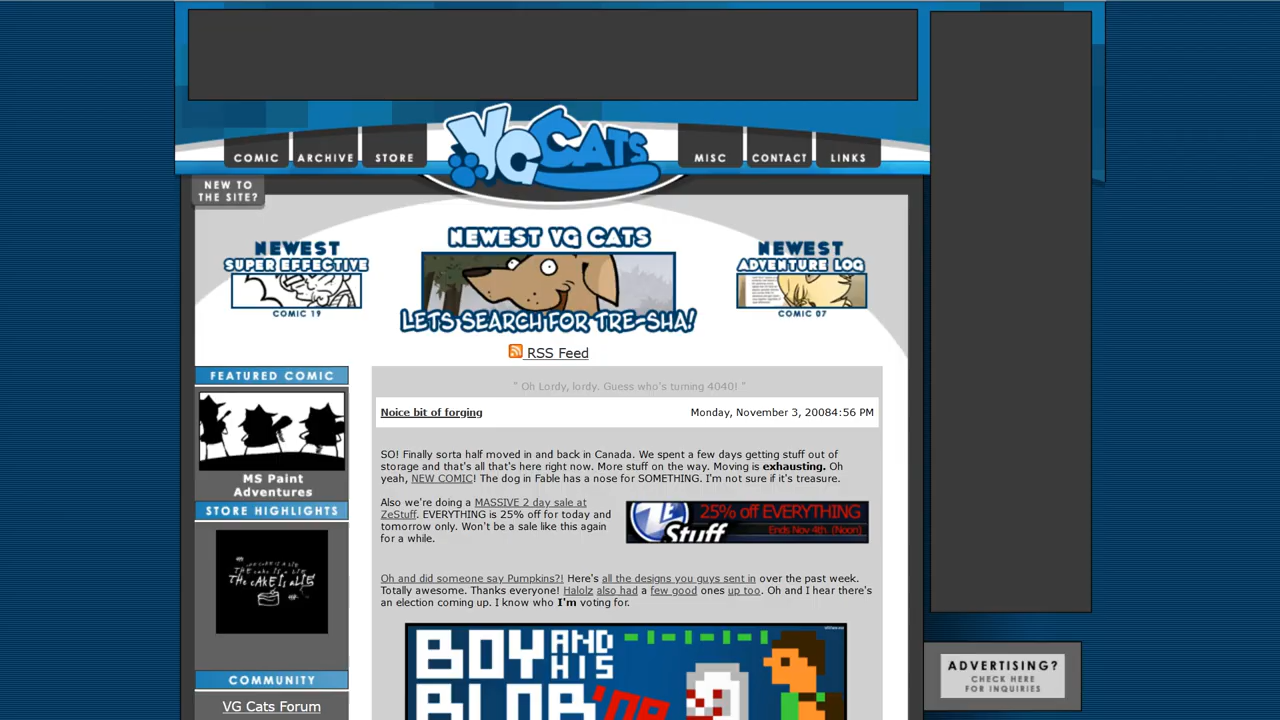 VG CATS
COMIC
ARCHIVE
STORE
MISC
CONTACT
LINKS
NEW TO
THE SITE?
NEWEST
SUPER EFFECTIVE
COMIC 19
NEWEST VG CATS
LETS SEARCH FOR TRE-SHA!
NEWEST
ADVENTURE LOG
COMIC 07
RSS Feed
FEATURED COMIC
MS Paint
Adventures
STORE HIGHLIGHTS
THE CAKE IS A LIE
COMMUNITY
VG Cats Forum
" Oh Lordy, lordy. Guess who's turning 4040! "
Noice bit of forging
Monday, November 3, 20084:56 PM
SO! Finally sorta half moved in and back in Canada. We spent a few days getting stuff out of
storage and that's all that's here right now. More stuff on the way. Moving is exhausting. Oh
yeah, NEW COMIC! The dog in Fable has a nose for SOMETHING. I'm not sure if it's treasure.
Also we're doing a MASSIVE 2 day sale at
ZeStuff. EVERYTHING is 25% off for today and
tomorrow only. Won't be a sale like this again
for a while.
Ze Stuff
25% off EVERYTHING
Ends Nov 4th (Noon)
Oh and did someone say Pumpkins?! Here's all the designs you guys sent in over the past week.
Totally awesome. Thanks everyone! Halolz also had a few good ones up too. Oh and I hear there's
an election coming up. I know who I'm voting for.
BOY AND
HIS
BLOB '08
ADVERTISING?
CHECK HERE
FOR INQUIRIES